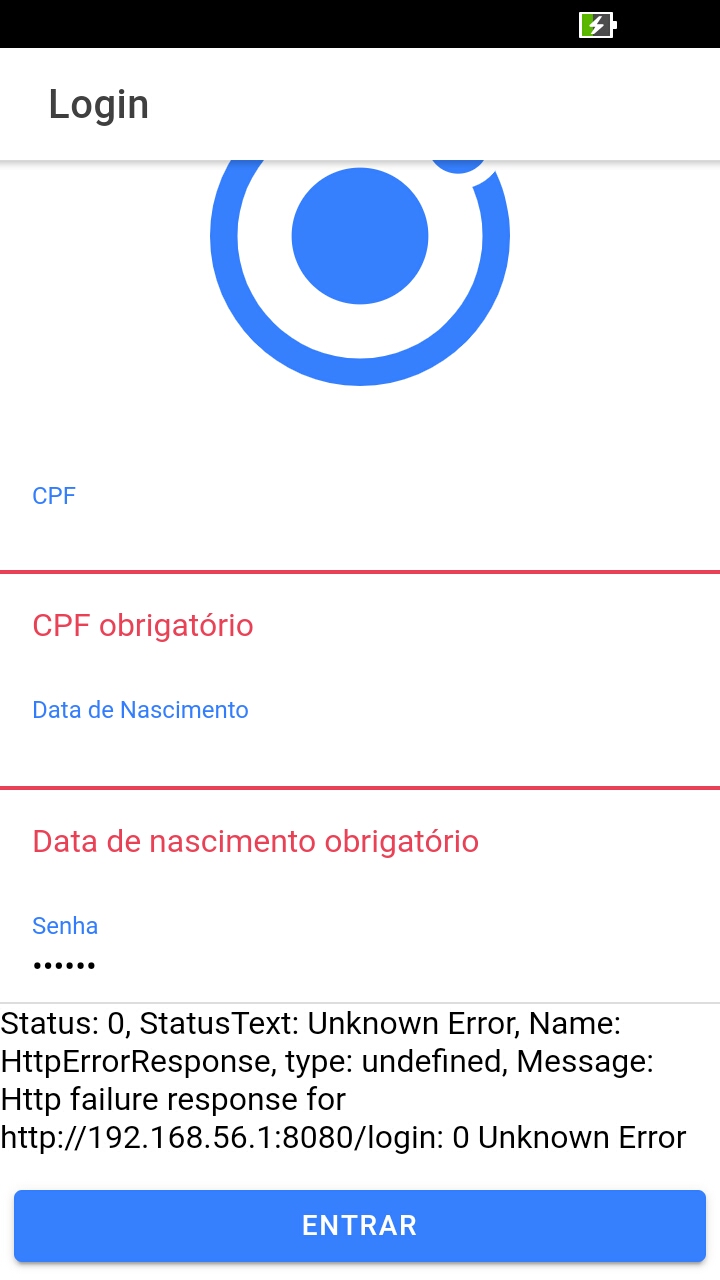 Login
CPF
CPF obrigatório
Data de Nascimento
Data de nascimento obrigatório
Senha
••••••
Status: 0, StatusText: Unknown Error, Name:
HttpErrorResponse, type: undefined, Message:
Http failure response for
http://192.168.56.1:8080/login: 0 Unknown Error
ENTRAR